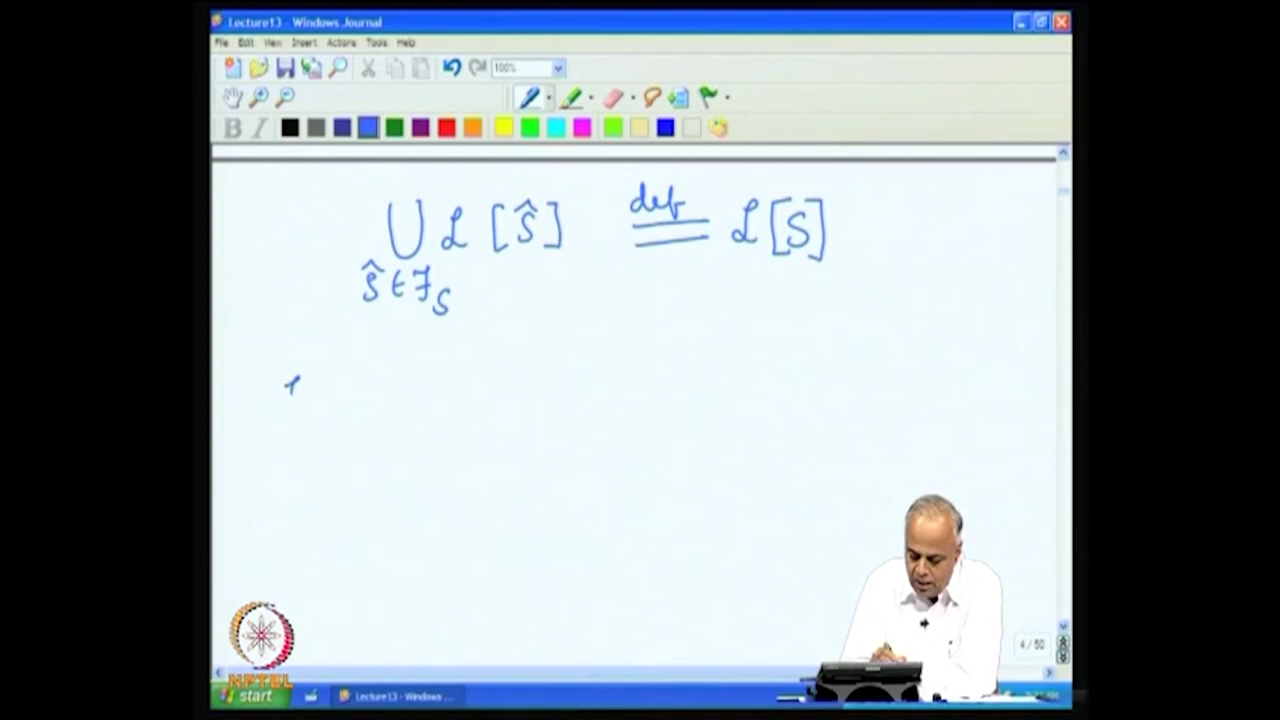 Lecture13 - Windows Journal
File Edit View Insert Actions Tools Help
100%
B I
⋃ ℒ [Ŝ] def ══ ℒ[S]
Ŝ ∈ ℱ_S
4 / 50
NPTEL
start Lecture13 - Windows ...